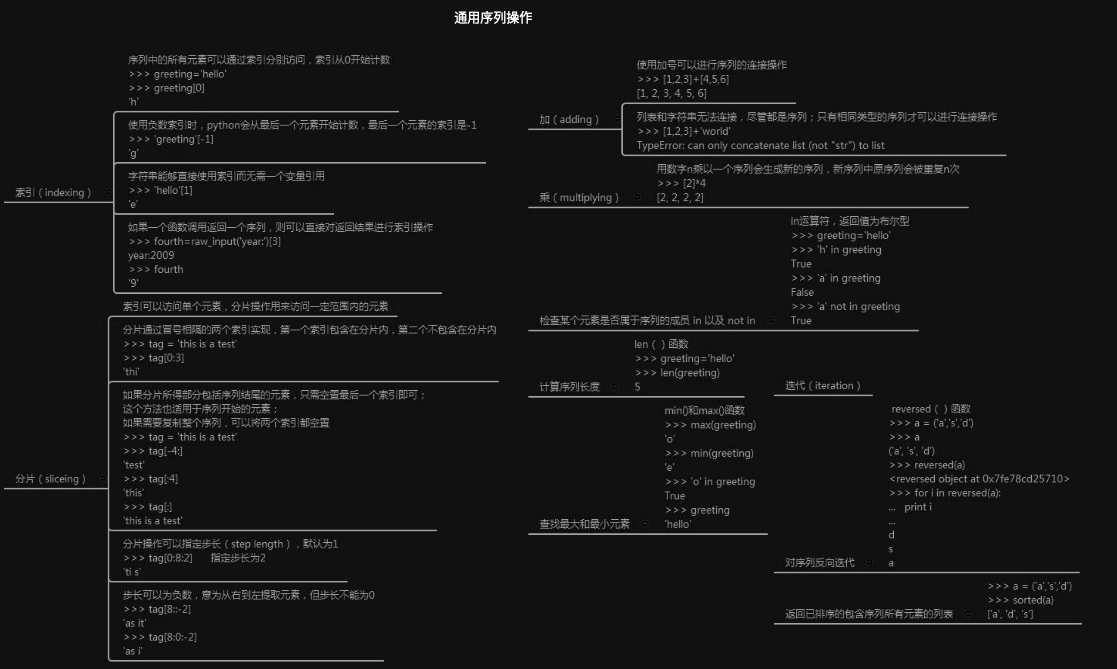 通用序列操作
索引（indexing）
序列中的所有元素可以通过索引分别访问，索引从0开始计数
>>> greeting='hello'
>>> greeting[0]
'h'
使用负数索引时，python会从最后一个元素开始计数，最后一个元素的索引是-1
>>> 'greeting'[-1]
'g'
字符串能够直接使用索引而无需一个变量引用
>>> 'hello'[1]
'e'
如果一个函数调用返回一个序列，则可以直接对返回结果进行索引操作
>>> fourth=raw_input('year:')[3]
year:2009
>>> fourth
'9'
分片（sliceing）
索引可以访问单个元素，分片操作用来访问一定范围内的元素
分片通过冒号相隔的两个索引实现，第一个索引包含在分片内，第二个不包含在分片内
>>> tag = 'this is a test'
>>> tag[0:3]
'thi'
如果分片所得部分包括序列结尾的元素，只需空置最后一个索引即可；
这个方法也适用于序列开始的元素；
如果需要复制整个序列，可以将两个索引都空置
>>> tag = 'this is a test'
>>> tag[-4:]
'test'
>>> tag[:4]
'this'
>>> tag[:]
'this is a test'
分片操作可以指定步长（step length），默认为1
>>> tag[0:8:2] 指定步长为2
'ti s'
步长可以为负数，意为从右到左提取元素，但步长不能为0
>>> tag[8::-2]
'as it'
>>> tag[8:0:-2]
'as i'
加（adding）
使用加号可以进行序列的连接操作
>>> [1,2,3]+[4,5,6]
[1, 2, 3, 4, 5, 6]
列表和字符串无法连接，尽管都是序列；只有相同类型的序列才可以进行连接操作
>>> [1,2,3]+'world'
TypeError: can only concatenate list (not "str") to list
乘（multiplying）
用数字n乘以一个序列会生成新的序列，新序列中原序列会被重复n次
>>> [2]*4
[2, 2, 2, 2]
检查某个元素是否属于序列的成员 in 以及 not in
in运算符，返回值为布尔型
>>> greeting='hello'
>>> 'h' in greeting
True
>>> 'a' in greeting
False
>>> 'a' not in greeting
True
计算序列长度
len（）函数
>>> greeting='hello'
>>> len(greeting)
5
查找最大和最小元素
min()和max()函数
>>> max(greeting)
'o'
>>> min(greeting)
'e'
>>> 'o' in greeting
True
>>> greeting
'hello'
迭代（iteration）
对序列反向迭代
reversed（）函数
>>> a = ('a','s','d')
>>> a
('a', 's', 'd')
>>> reversed(a)
<reversed object at 0x7fe78cd25710>
>>> for i in reversed(a):
... print i
...
d
s
a
返回已排序的包含序列所有元素的列表
>>> a = ('a','s','d')
>>> sorted(a)
['a', 'd', 's']